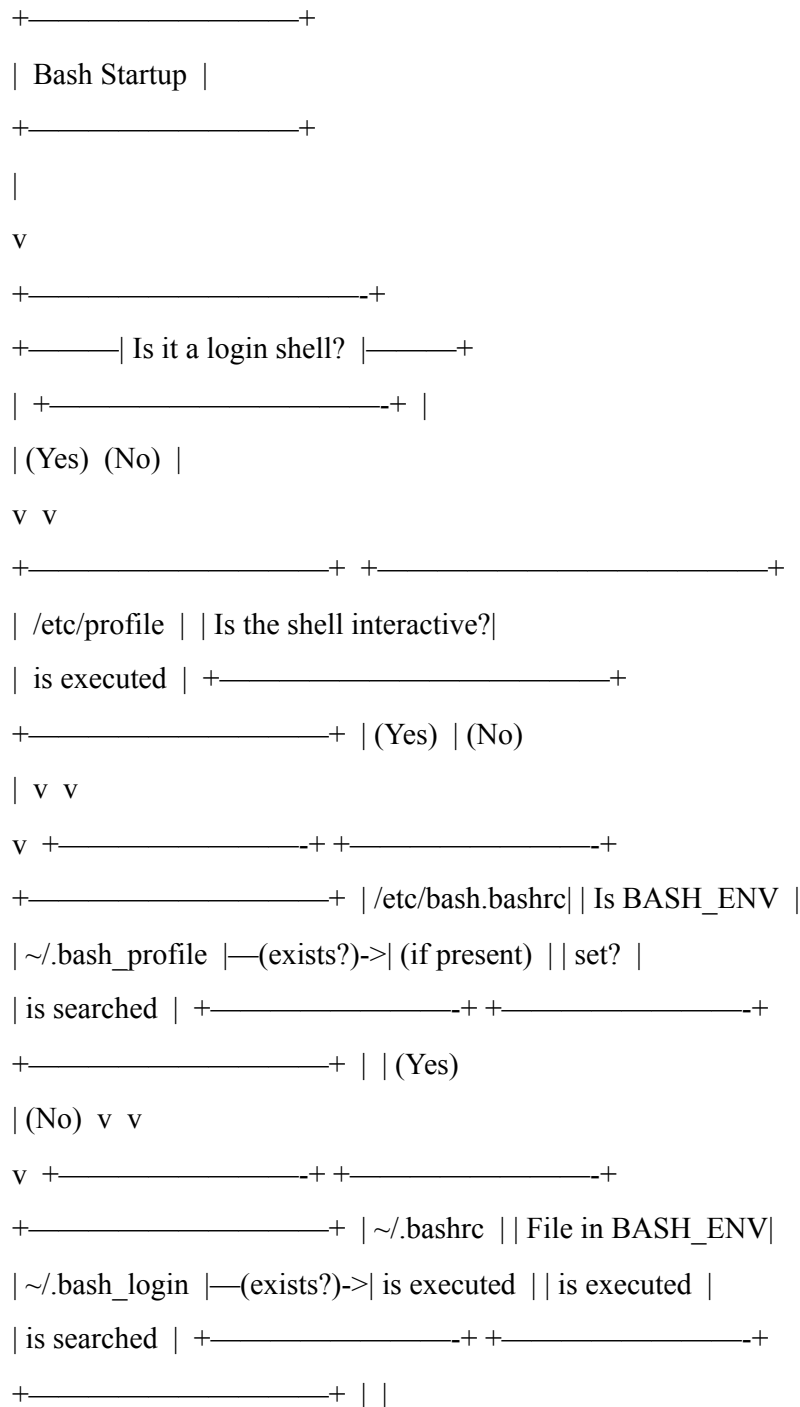 +—————————+
| Bash Startup |
+—————————+
|
v
+———————————-+
+———| Is it a login shell? |———+
| +———————————-+ |
| (Yes) (No) |
v v
+——————————+ +—————————————+
| /etc/profile | | Is the shell interactive?|
| is executed | +—————————————+
+——————————+ | (Yes) | (No)
| v v
v +————————-+ +————————-+
+——————————+ | /etc/bash.bashrc| | Is BASH_ENV |
| ~/.bash_profile |—(exists?)->| (if present) | | set? |
| is searched | +————————-+ +————————-+
+——————————+ | | (Yes)
| (No) v v
v +————————-+ +————————-+
+——————————+ | ~/.bashrc | | File in BASH_ENV|
| ~/.bash_login |—(exists?)->| is executed | | is executed |
| is searched | +————————-+ +————————-+
+——————————+ | |